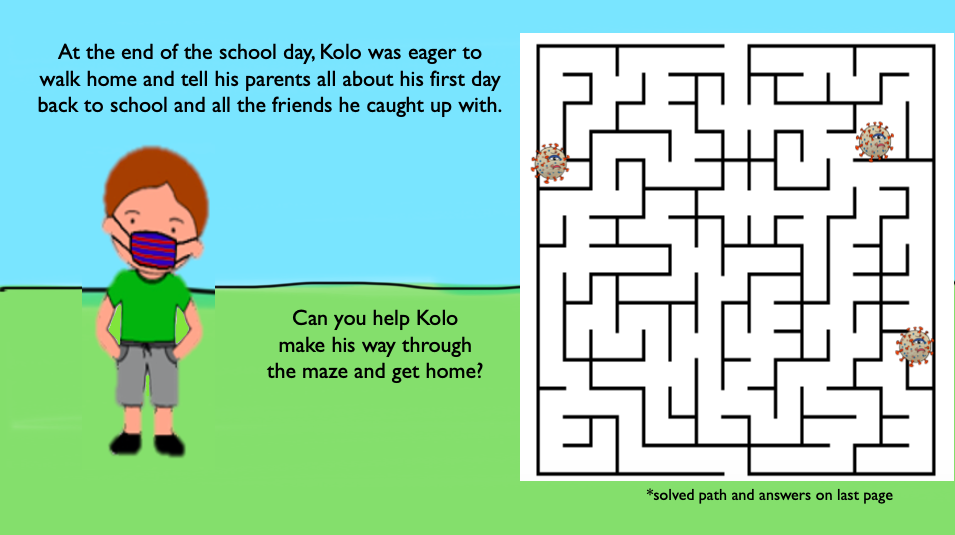 At the end of the school day, Kolo was eager to
walk home and tell his parents all about his first day
back to school and all the friends he caught up with.
Can you help Kolo
make his way through
the maze and get home?
*solved path and answers on last page